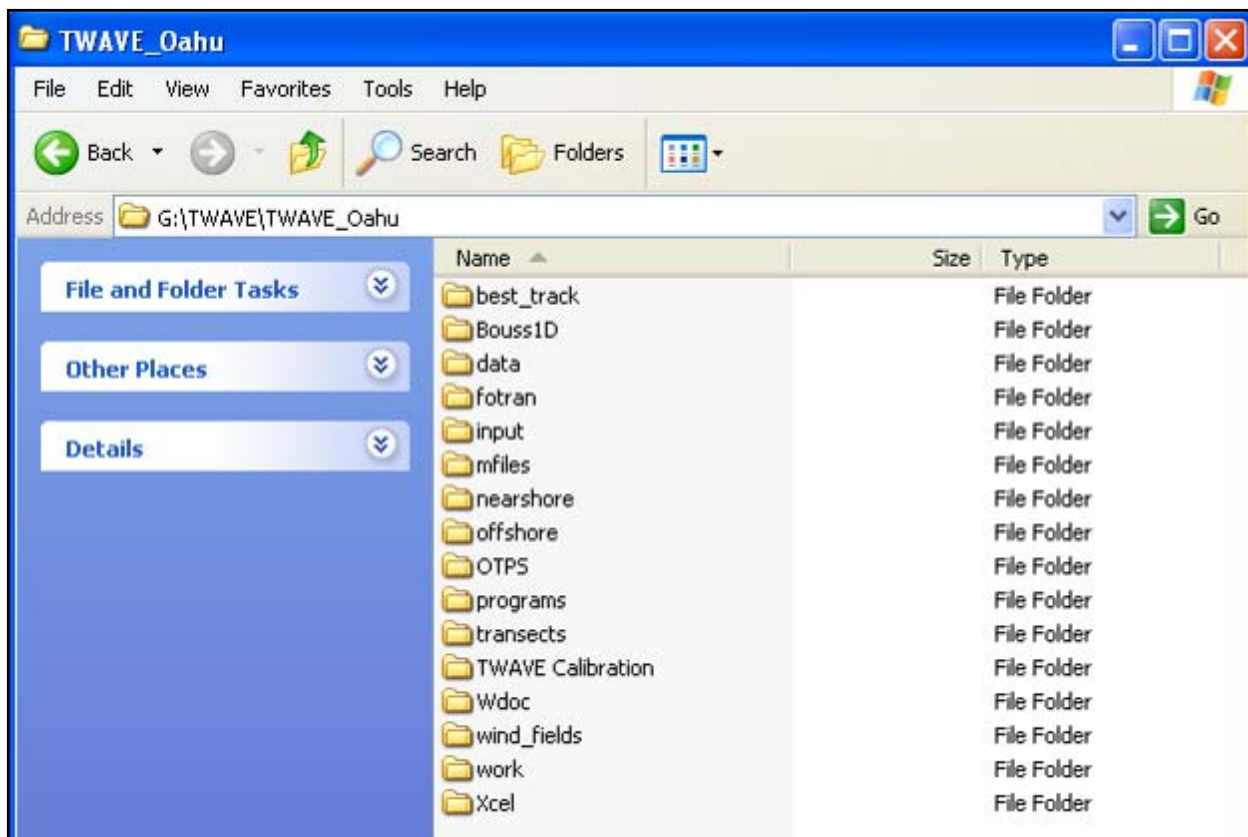 TWAVE_Oahu
File Edit View Favorites Tools Help
Back Search Folders
Address G:\TWAVE\TWAVE_Oahu Go
File and Folder Tasks
Other Places
Details
Name Size Type
best_track File Folder
Bouss1D File Folder
data File Folder
fotran File Folder
input File Folder
mfiles File Folder
nearshore File Folder
offshore File Folder
OTPS File Folder
programs File Folder
transects File Folder
TWAVE Calibration File Folder
Wdoc File Folder
wind_fields File Folder
work File Folder
Xcel File Folder